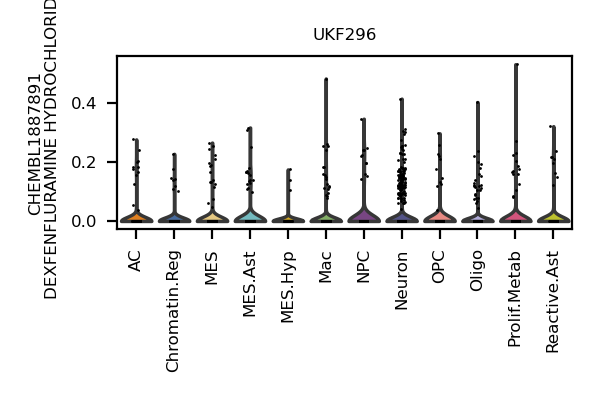 UKF296
CHEMBL1887891
DEXFENFLURAMINE HYDROCHLORID
0.4
0.2
0.0
AC
Chromatin.Reg
MES
MES.Ast
MES.Hyp
Mac
NPC
Neuron
OPC
Oligo
Prolif.Metab
Reactive.Ast